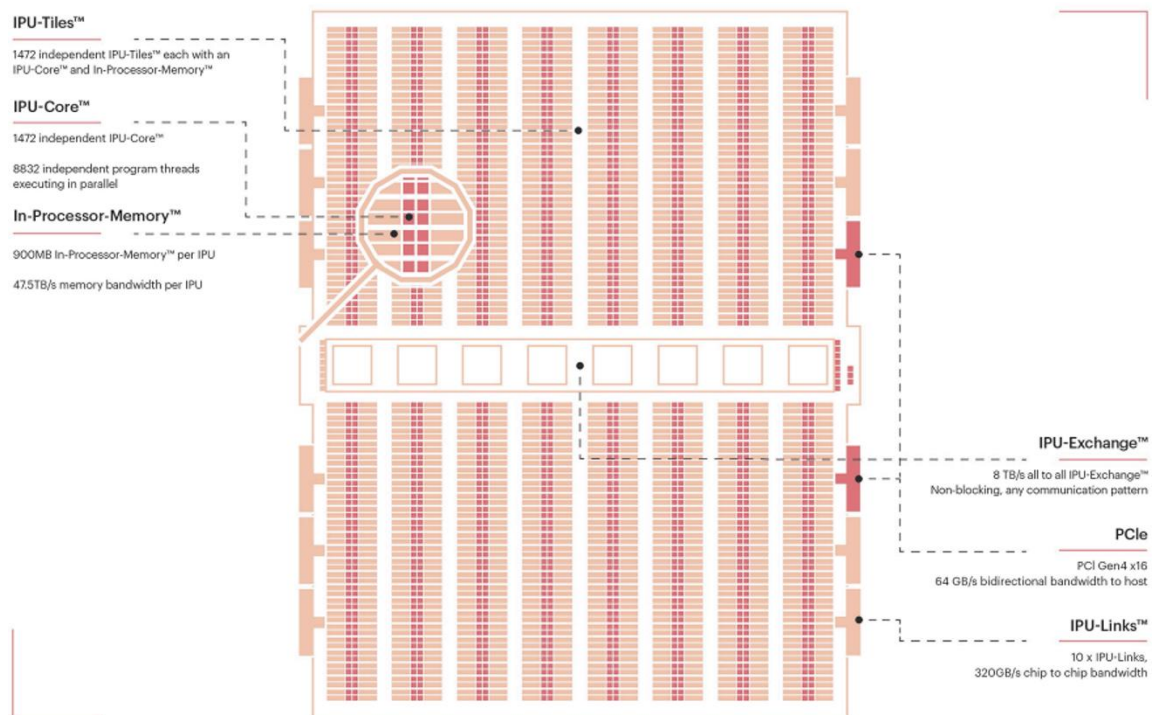 IPU-Tiles™
1472 independent IPU-Tiles™ each with an
IPU-Core™ and In-Processor-Memory™
IPU-Core™
1472 independent IPU-Core™
8832 independent program threads
executing in parallel
In-Processor-Memory™
900MB In-Processor-Memory™ per IPU
47.5TB/s memory bandwidth per IPU
IPU-Exchange™
8 TB/s all to all IPU-Exchange™
Non-blocking, any communication pattern
PCIe
PCI Gen4 x16
64 GB/s bidirectional bandwidth to host
IPU-Links™
10 x IPU-Links,
320GB/s chip to chip bandwidth